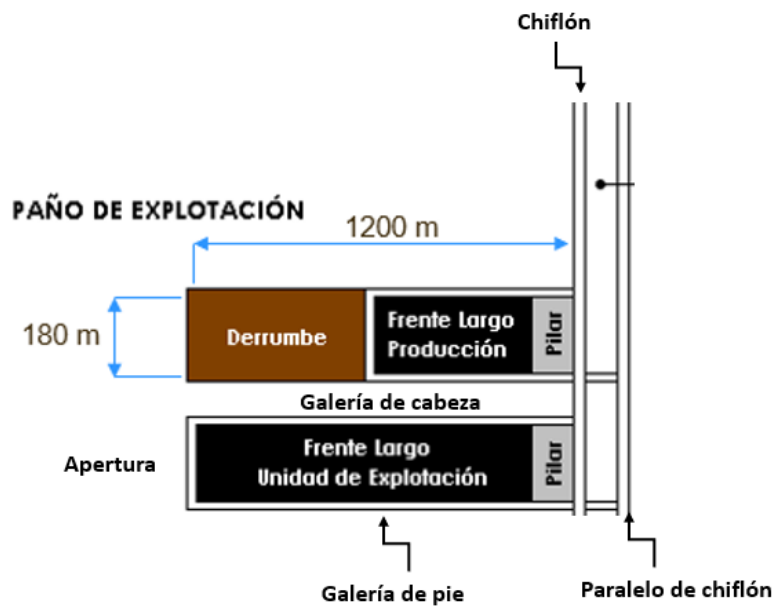 Chiflón
PAÑO DE EXPLOTACIÓN
1200 m
180 m
Derrumbe
Frente Largo
Producción
Pilar
Galería de cabeza
Apertura
Frente Largo
Unidad de Explotación
Pilar
Galería de pie
Paralelo de chiflón